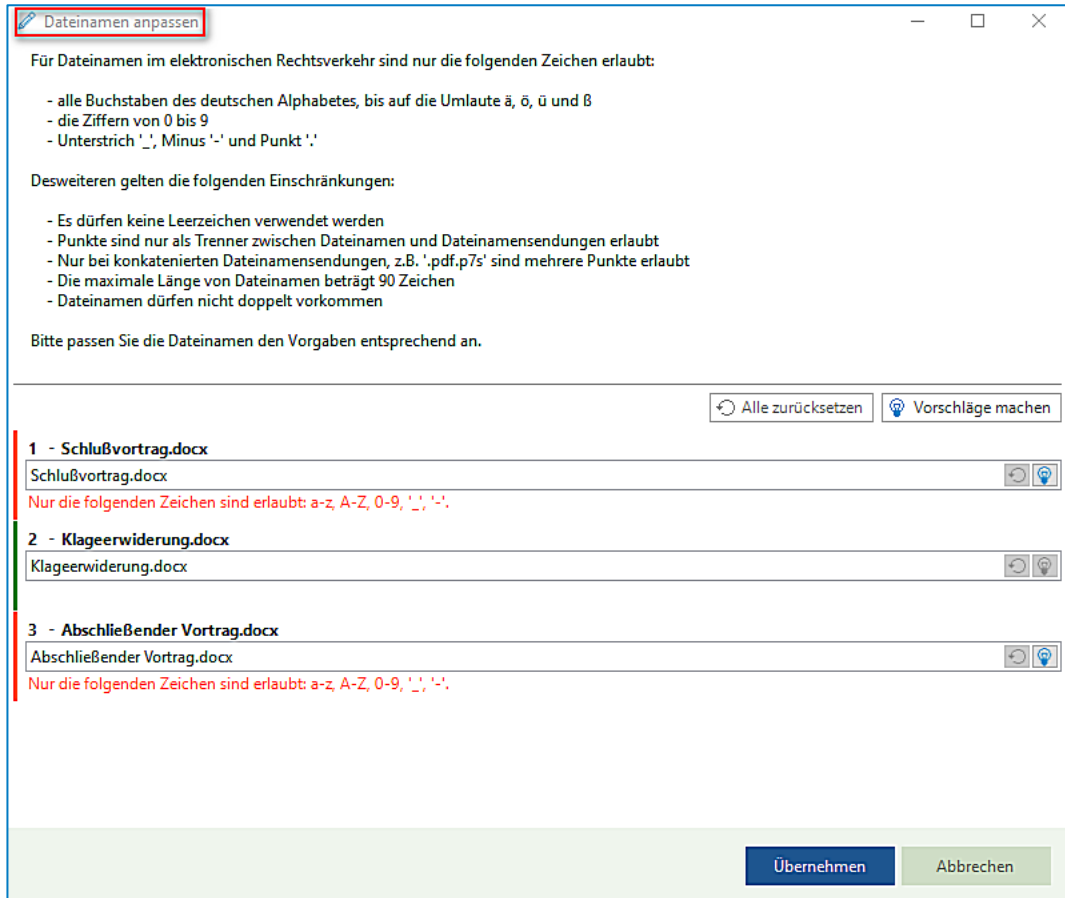 Dateinamen anpassen
Für Dateinamen im elektronischen Rechtsverkehr sind nur die folgenden Zeichen erlaubt:
- alle Buchstaben des deutschen Alphabetes, bis auf die Umlaute ä, ö, ü und ß
- die Ziffern von 0 bis 9
- Unterstrich '_', Minus '-' und Punkt '.'
Desweiteren gelten die folgenden Einschränkungen:
- Es dürfen keine Leerzeichen verwendet werden
- Punkte sind nur als Trenner zwischen Dateinamen und Dateinamensendungen erlaubt
- Nur bei konkatenierten Dateinamensendungen, z.B. '.pdf.p7s' sind mehrere Punkte erlaubt
- Die maximale Länge von Dateinamen beträgt 90 Zeichen
- Dateinamen dürfen nicht doppelt vorkommen
Bitte passen Sie die Dateinamen den Vorgaben entsprechend an.
Alle zurücksetzen Vorschläge machen
1 - Schlußvortrag.docx
Schlußvortrag.docx
Nur die folgenden Zeichen sind erlaubt: a-z, A-Z, 0-9, '_', '-'.
2 - Klageerwiderung.docx
Klageerwiderung.docx
3 - Abschließender Vortrag.docx
Abschließender Vortrag.docx
Nur die folgenden Zeichen sind erlaubt: a-z, A-Z, 0-9, '_', '-'.
Übernehmen Abbrechen